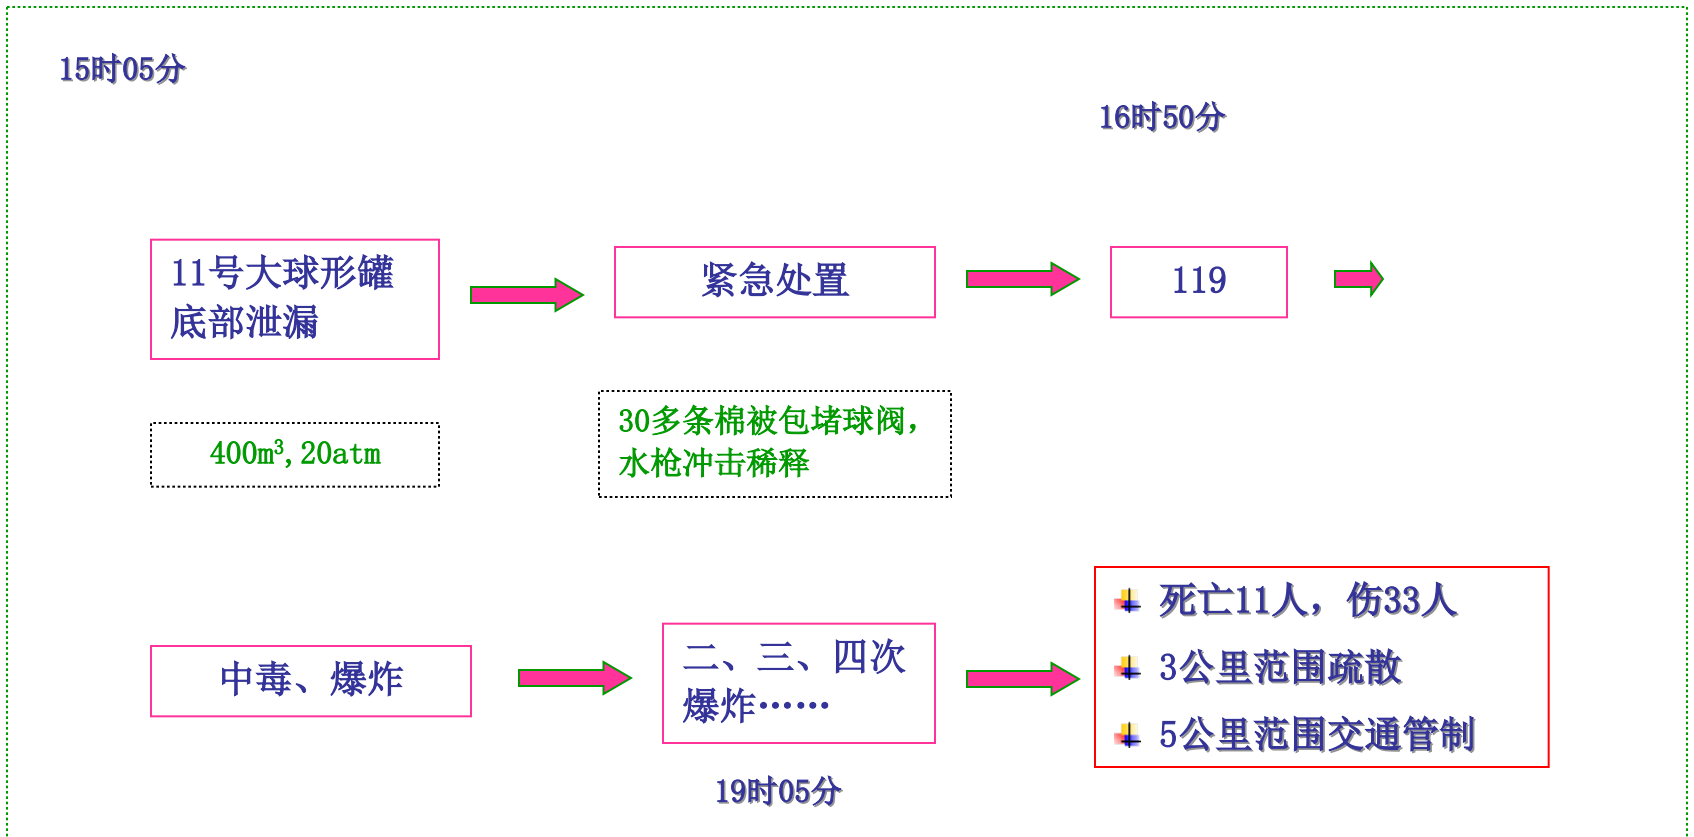 15时05分
16时50分
11号大球形罐
底部泄漏
紧急处置
119
400m³,20atm
30多条棉被包堵球阀，
水枪冲击稀释
中毒、爆炸
二、三、四次
爆炸……
19时05分
死亡11人，伤33人
3公里范围疏散
5公里范围交通管制